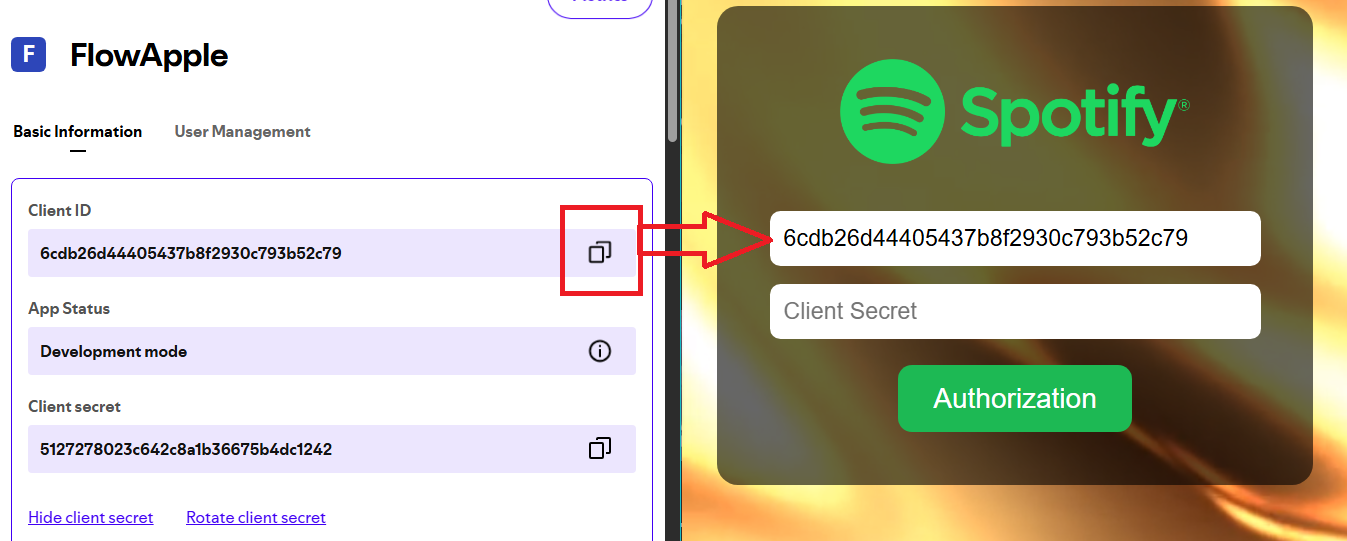 F FlowApple
Basic Information User Management
Client ID
6cdb26d44405437b8f2930c793b52c79
App Status
Development mode
Client secret
5127278023c642c8a1b36675b4dc1242
Hide client secret Rotate client secret
Spotify®
6cdb26d44405437b8f2930c793b52c79
Client Secret
Authorization